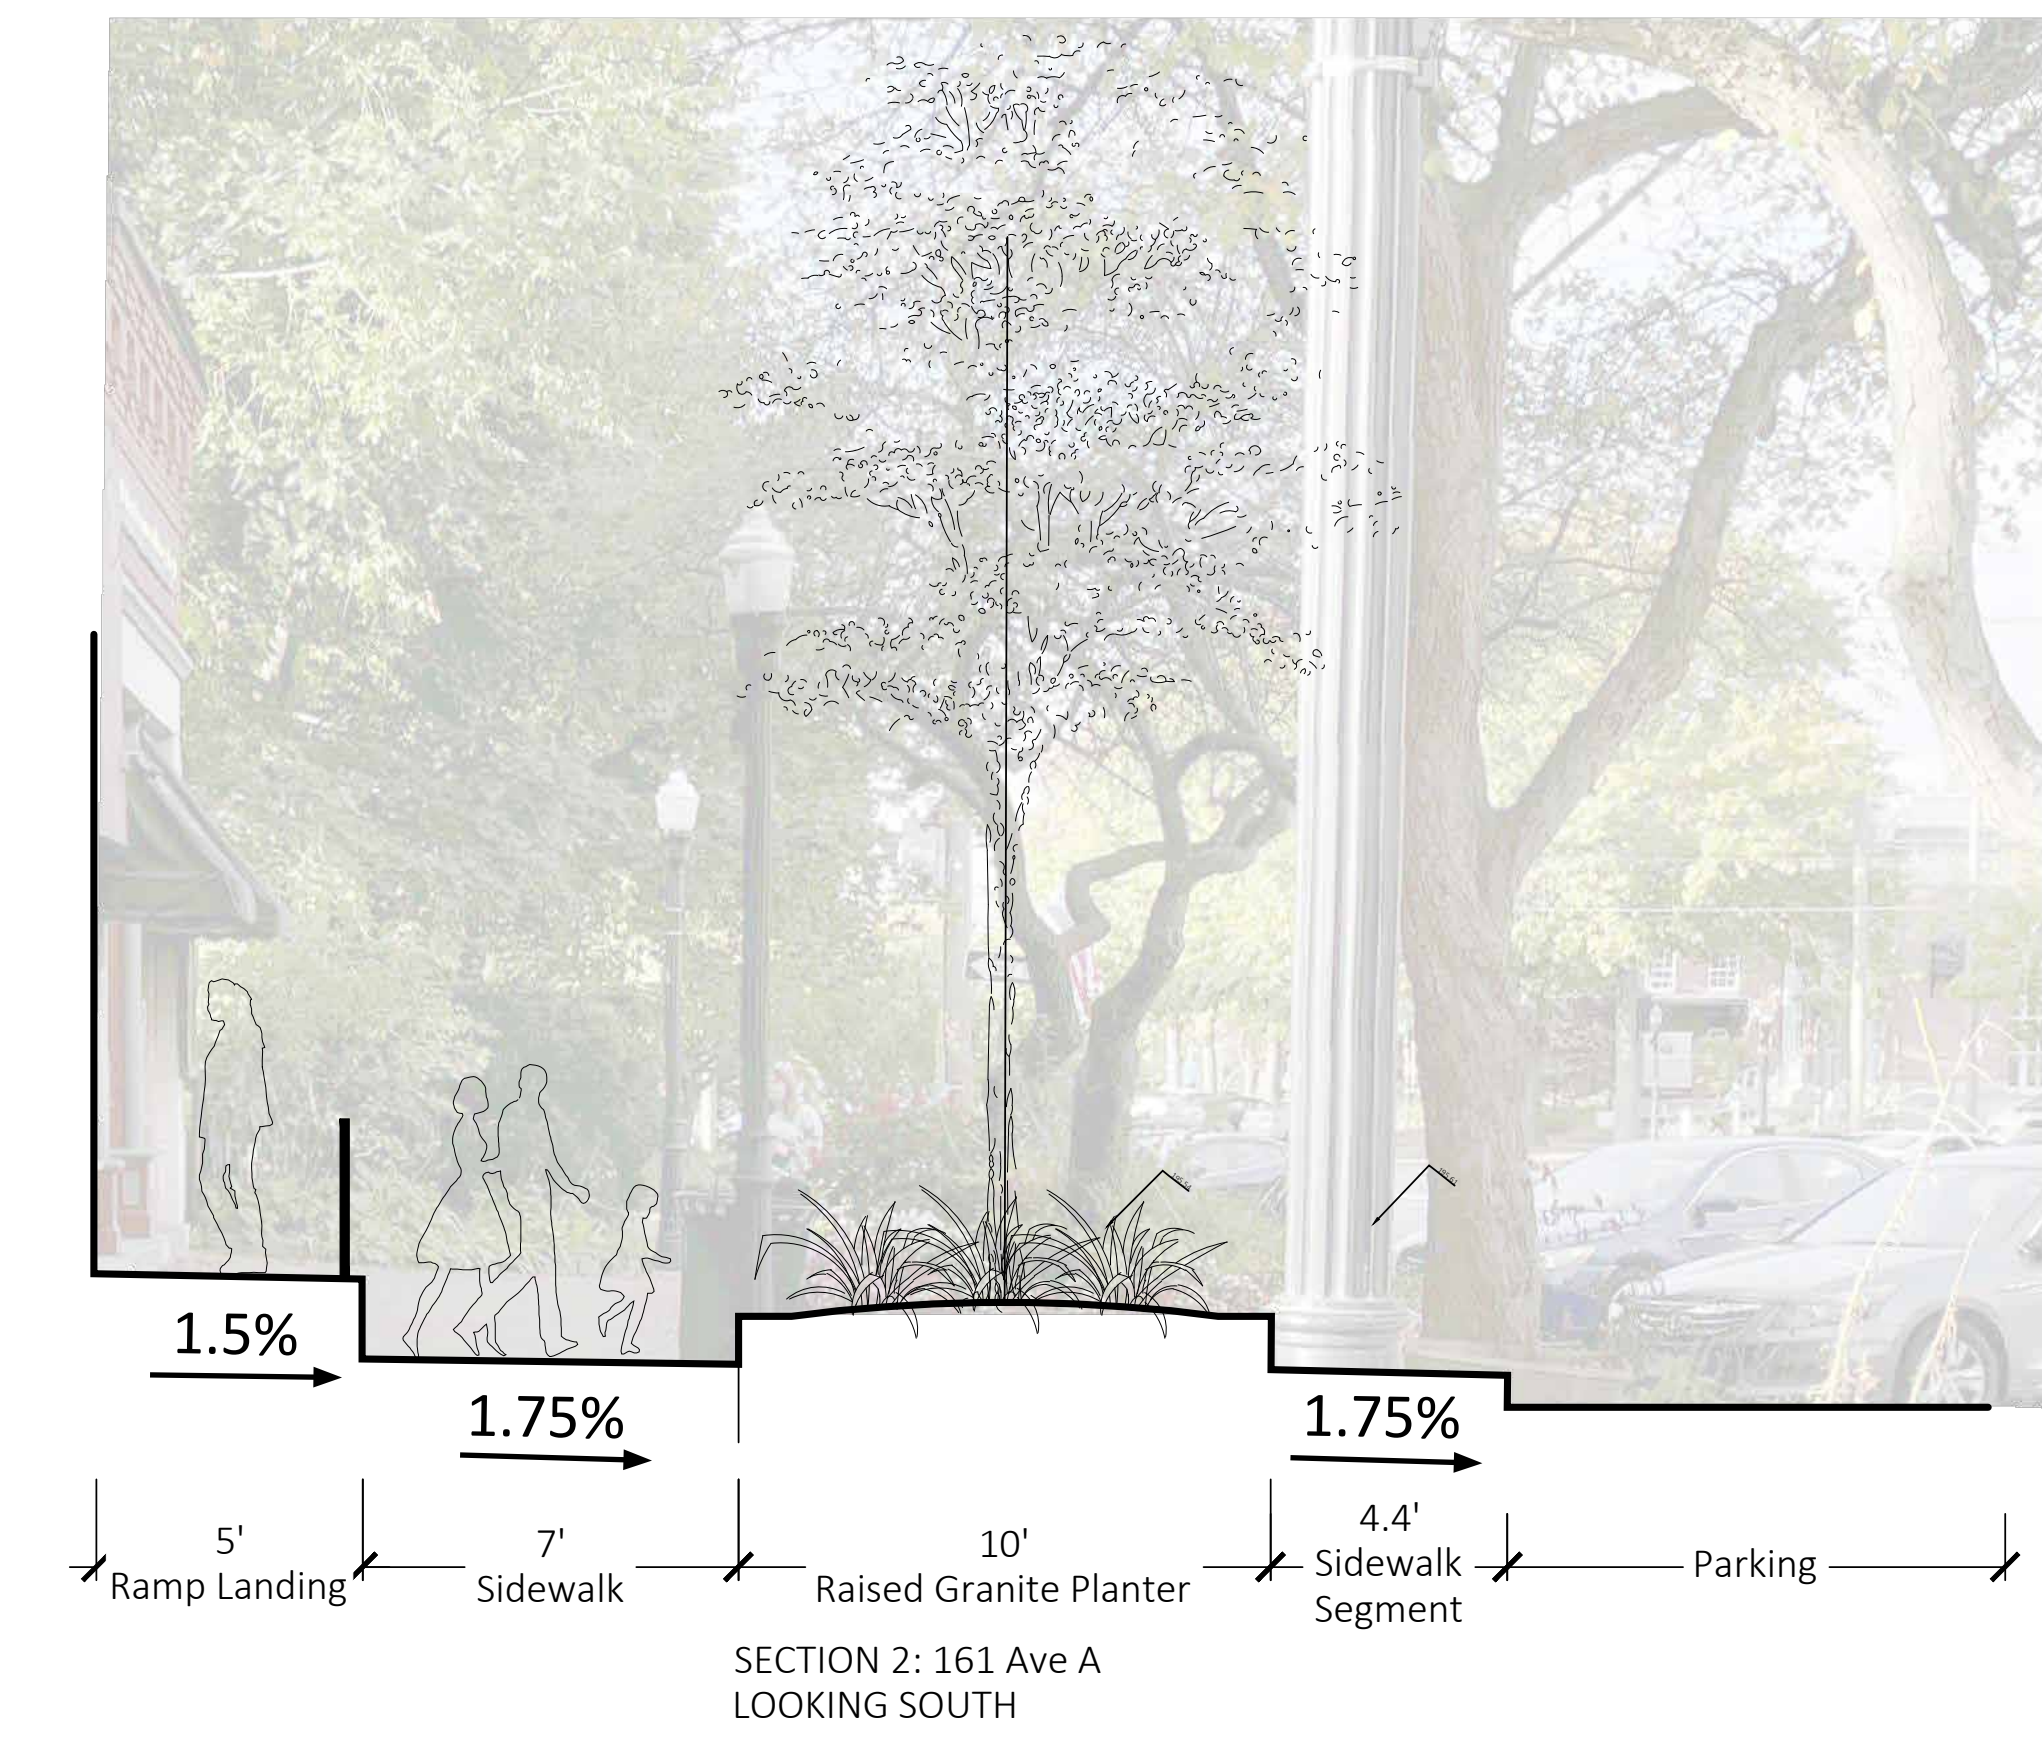 1.5%
1.75%
1.75%
5'
Ramp Landing
7'
Sidewalk
10'
Raised Granite Planter
4.4'
Sidewalk
Segment
Parking
SECTION 2: 161 Ave A
LOOKING SOUTH